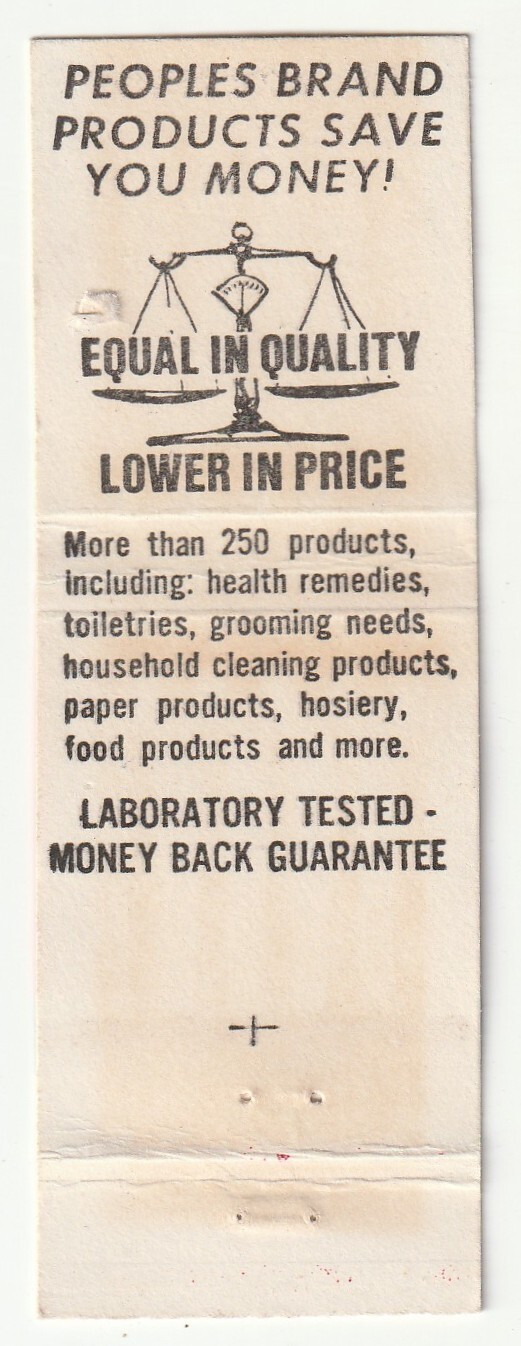 PEOPLES BRAND
PRODUCTS SAVE
YOU MONEY!
EQUAL IN QUALITY
LOWER IN PRICE
More than 250 products,
including: health remedies,
toiletries, grooming needs,
household cleaning products,
paper products, hosiery,
food products and more.
LABORATORY TESTED -
MONEY BACK GUARANTEE